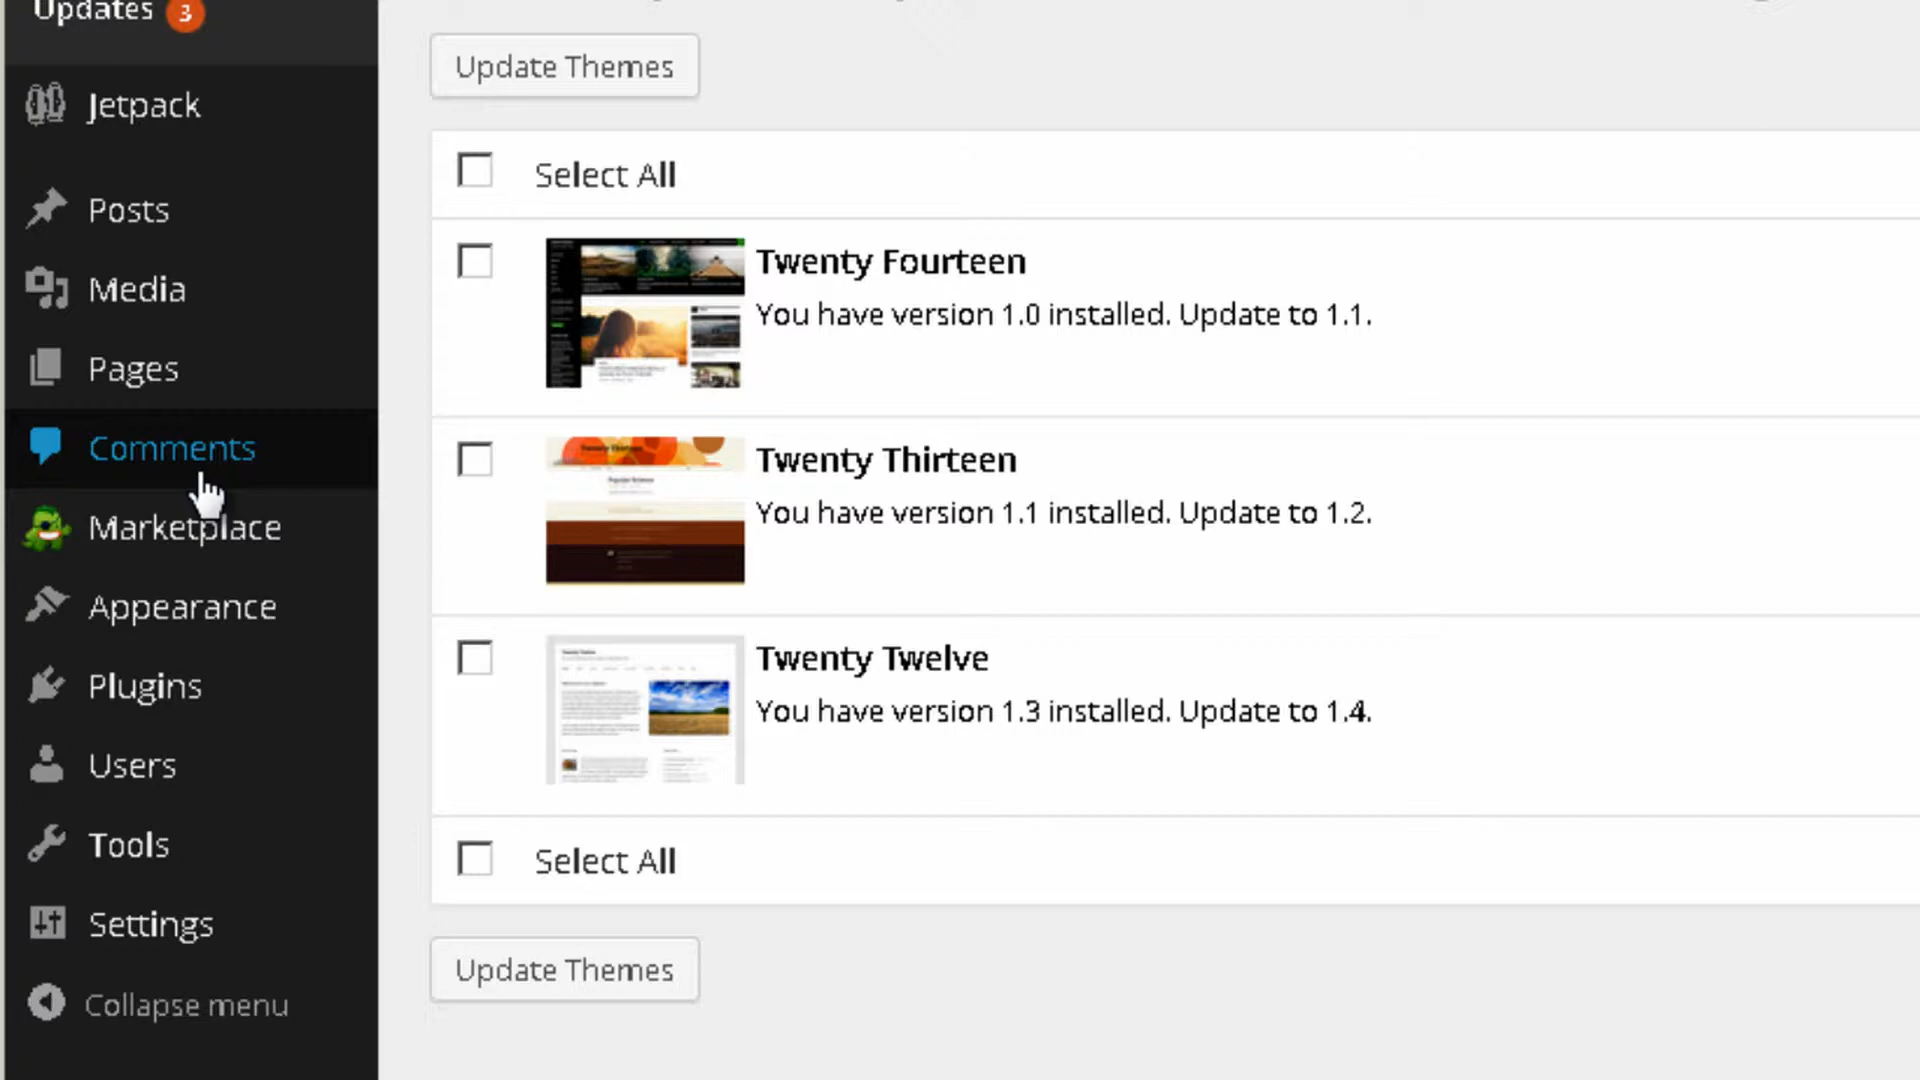 Updates 3
Jetpack
Posts
Media
Pages
Comments
Marketplace
Appearance
Plugins
Users
Tools
Settings
Collapse menu
Update Themes
Select All
Twenty Fourteen
You have version 1.0 installed. Update to 1.1.
Twenty Thirteen
You have version 1.1 installed. Update to 1.2.
Twenty Twelve
You have version 1.3 installed. Update to 1.4.
Select All
Update Themes